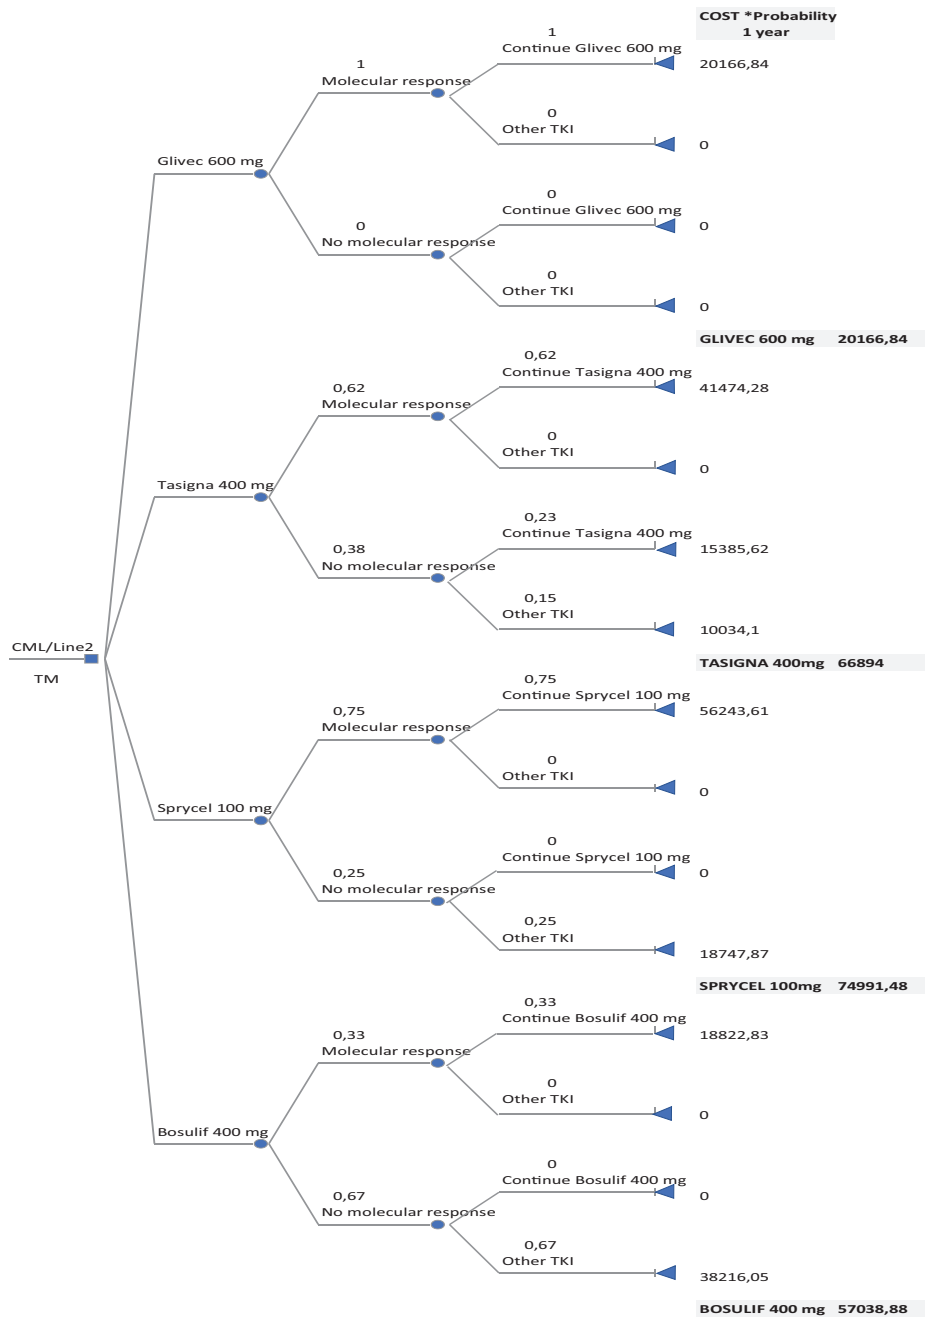 COST *Probability
1 year
1
Continue Glivec 600 mg
20166,84
1
Molecular response
0
Other TKI
0
Glivec 600 mg
0
Continue Glivec 600 mg
0
0
No molecular response
0
Other TKI
0
GLIVEC 600 mg 20166,84
0,62
Continue Tasigna 400 mg
41474,28
0,62
Molecular response
0
Other TKI
0
Tasigna 400 mg
0,23
Continue Tasigna 400 mg
15385,62
0,38
No molecular response
0,15
Other TKI
10034,1
CML/Line2
TM
TASIGNA 400mg 66894
0,75
Continue Sprycel 100 mg
56243,61
0,75
Molecular response
0
Other TKI
0
Sprycel 100 mg
0
Continue Sprycel 100 mg
0
0,25
No molecular response
0,25
Other TKI
18747,87
SPRYCEL 100mg 74991,48
0,33
Continue Bosulif 400 mg
18822,83
0,33
Molecular response
0
Other TKI
0
Bosulif 400 mg
0
Continue Bosulif 400 mg
0
0,67
No molecular response
0,67
Other TKI
38216,05
BOSULIF 400 mg 57038,88